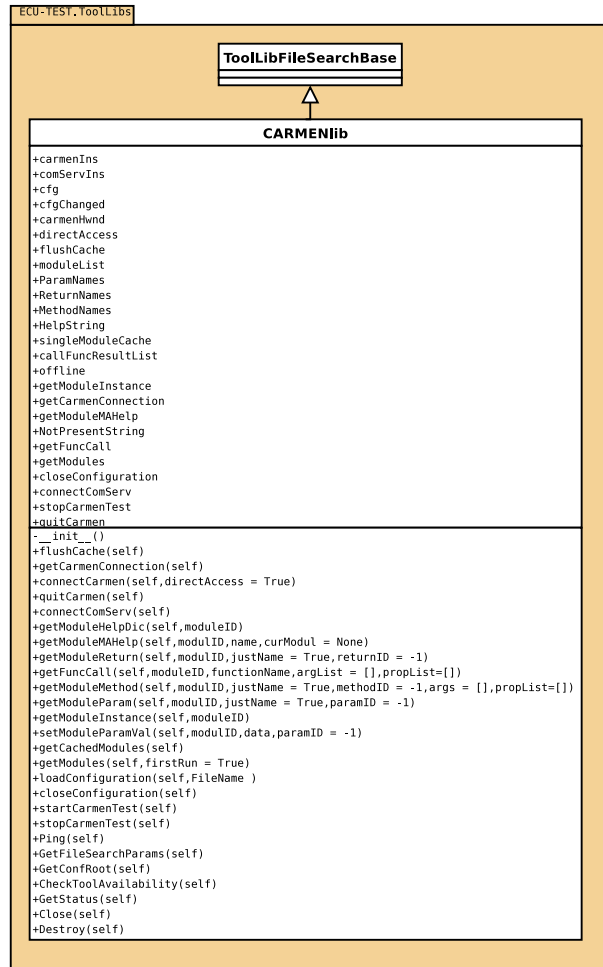 ECU-TEST.ToolLibs
ToolLibFileSearchBase
CARMENlib
+carmenIns
+comServIns
+cfg
+cfgChanged
+carmenHwnd
+directAccess
+flushCache
+moduleList
+ParamNames
+ReturnNames
+MethodNames
+HelpString
+singleModuleCache
+callFuncResultList
+offline
+getModuleInstance
+getCarmenConnection
+getModuleMAHelp
+NotPresentString
+getFuncCall
+getModules
+closeConfiguration
+connectComServ
+stopCarmenTest
+quitCarmen
-__init__()
+flushCache(self)
+getCarmenConnection(self)
+connectCarmen(self,directAccess = True)
+quitCarmen(self)
+connectComServ(self)
+getModuleHelpDic(self,moduleID)
+getModuleMAHelp(self,modulID,name,curModul = None)
+getModuleReturn(self,modulID,justName = True,returnID = -1)
+getFuncCall(self,moduleID,functionName,argList = [],propList=[])
+getModuleMethod(self,modulID,justName = True,methodID = -1,args = [],propList=[])
+getModuleParam(self,modulID,justName = True,paramID = -1)
+getModuleInstance(self,moduleID)
+setModuleParamVal(self,modulID,data,paramID = -1)
+getCachedModules(self)
+getModules(self,firstRun = True)
+loadConfiguration(self,FileName )
+closeConfiguration(self)
+startCarmenTest(self)
+stopCarmenTest(self)
+Ping(self)
+GetFileSearchParams(self)
+GetConfRoot(self)
+CheckToolAvailability(self)
+GetStatus(self)
+Close(self)
+Destroy(self)